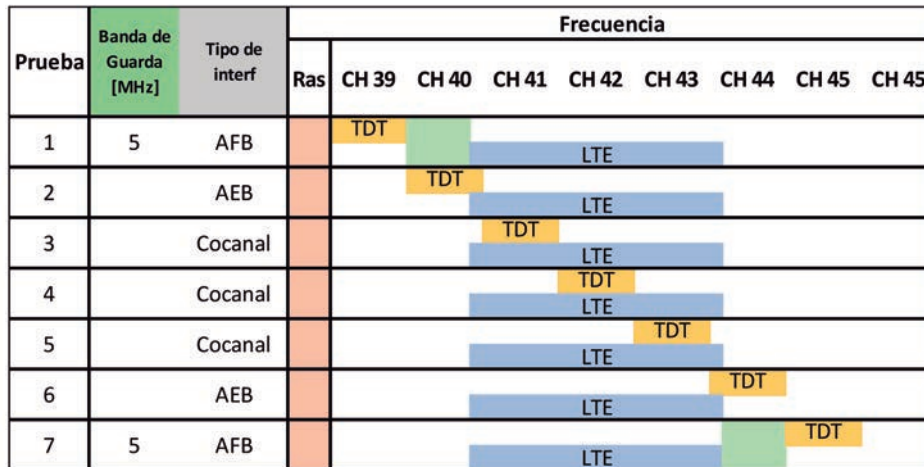 Frecuencia
Prueba Banda de Guarda [MHz] Tipo de interf Ras CH 39 CH 40 CH 41 CH 42 CH 43 CH 44 CH 45 CH 45
1 5 AFB TDT LTE
2 AEB TDT LTE
3 Cocanal TDT LTE
4 Cocanal TDT LTE
5 Cocanal TDT LTE
6 AEB TDT LTE
7 5 AFB TDT LTE